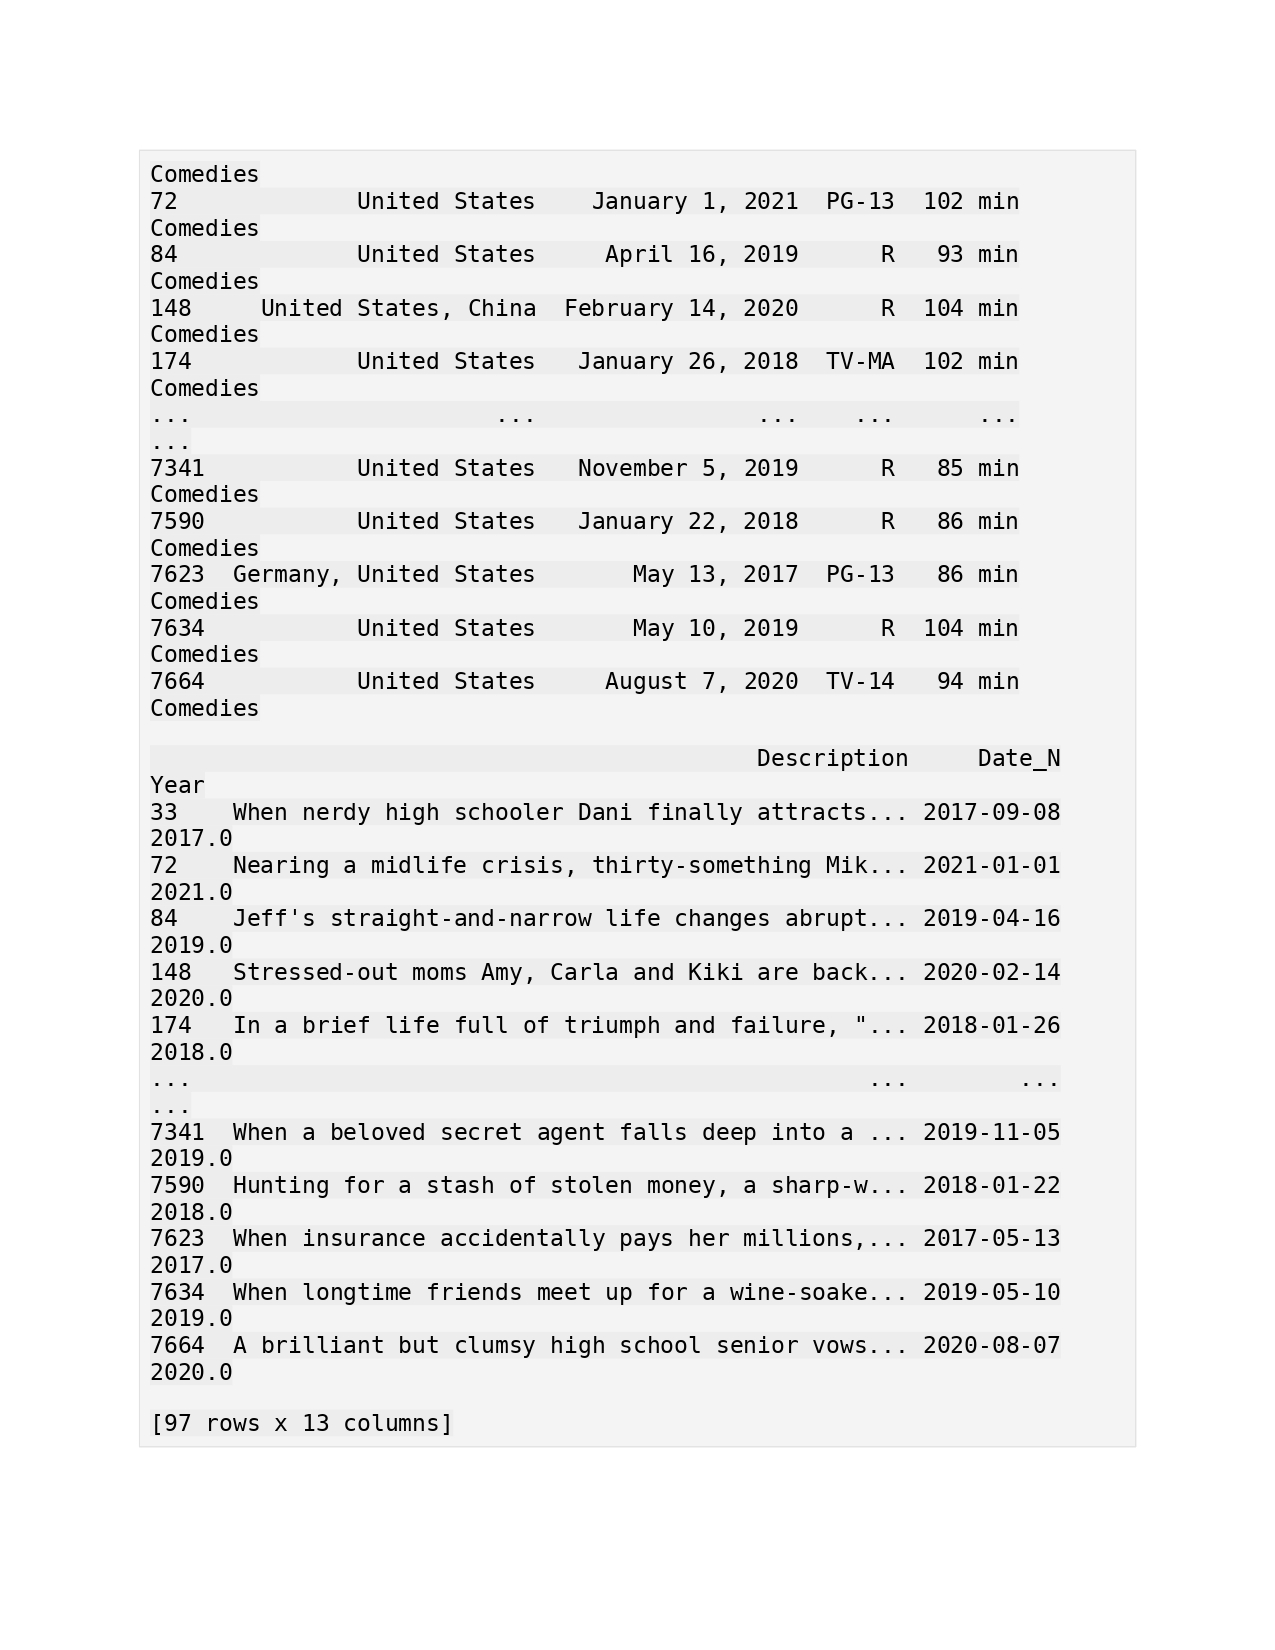 Comedies
72             United States    January 1, 2021  PG-13  102 min
Comedies
84             United States     April 16, 2019      R   93 min
Comedies
148     United States, China  February 14, 2020      R  104 min
Comedies
174            United States   January 26, 2018  TV-MA  102 min
Comedies
...                      ...                ...    ...      ...
...
7341           United States   November 5, 2019      R   85 min
Comedies
7590           United States   January 22, 2018      R   86 min
Comedies
7623  Germany, United States       May 13, 2017  PG-13   86 min
Comedies
7634           United States       May 10, 2019      R  104 min
Comedies
7664           United States     August 7, 2020  TV-14   94 min
Comedies
                                            Description     Date_N
Year
33    When nerdy high schooler Dani finally attracts... 2017-09-08
2017.0
72    Nearing a midlife crisis, thirty-something Mik... 2021-01-01
2021.0
84    Jeff's straight-and-narrow life changes abrupt... 2019-04-16
2019.0
148   Stressed-out moms Amy, Carla and Kiki are back... 2020-02-14
2020.0
174   In a brief life full of triumph and failure, "... 2018-01-26
2018.0
...                                                 ...        ...
...
7341  When a beloved secret agent falls deep into a ... 2019-11-05
2019.0
7590  Hunting for a stash of stolen money, a sharp-w... 2018-01-22
2018.0
7623  When insurance accidentally pays her millions,... 2017-05-13
2017.0
7634  When longtime friends meet up for a wine-soake... 2019-05-10
2019.0
7664  A brilliant but clumsy high school senior vows... 2020-08-07
2020.0
[97 rows x 13 columns]